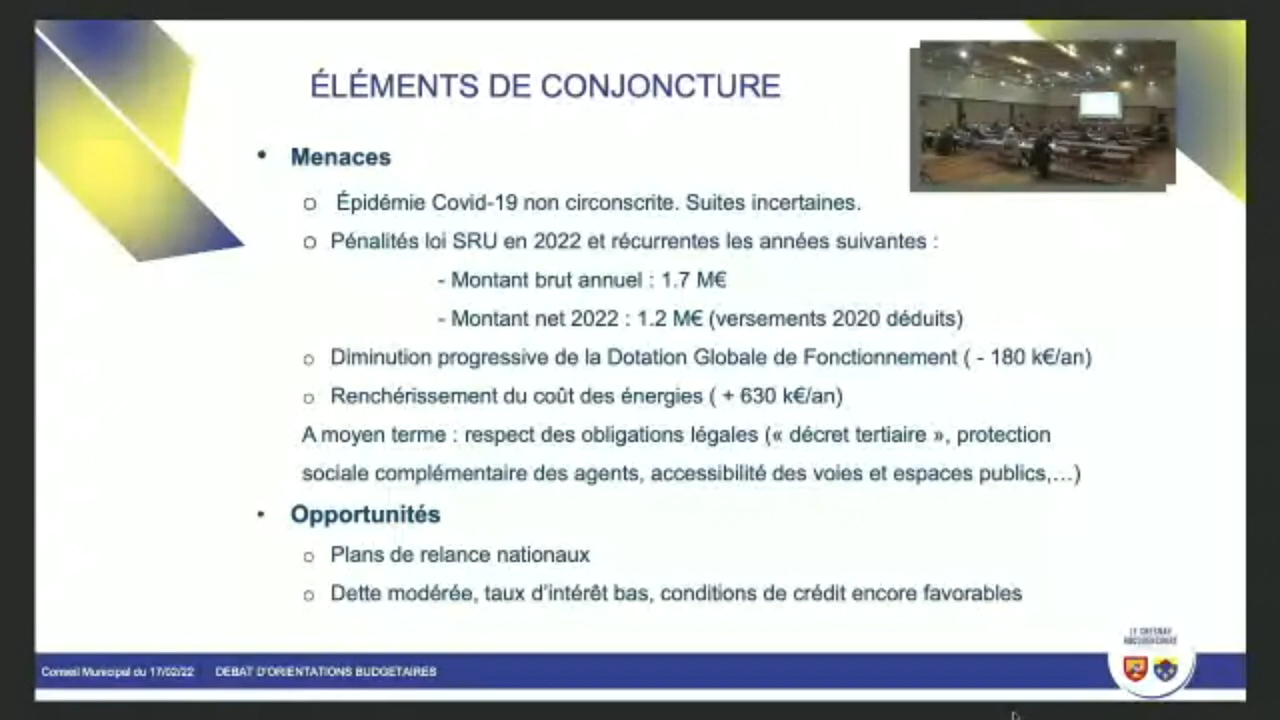 ÉLÉMENTS DE CONJONCTURE
• Menaces
o Épidémie Covid-19 non circonscrite. Suites incertaines.
o Pénalités loi SRU en 2022 et récurrentes les années suivantes :
- Montant brut annuel : 1.7 M€
- Montant net 2022 : 1.2 M€ (versements 2020 déduits)
o Diminution progressive de la Dotation Globale de Fonctionnement ( - 180 k€/an)
o Renchérissement du coût des énergies ( + 630 k€/an)
A moyen terme : respect des obligations légales (« décret tertiaire », protection
sociale complémentaire des agents, accessibilité des voies et espaces publics,…)
• Opportunités
o Plans de relance nationaux
o Dette modérée, taux d'intérêt bas, conditions de crédit encore favorables
LE CHESNAY
ROCQUENCOURT
Conseil Municipal du 17/02/22 DEBAT D'ORIENTATIONS BUDGETAIRES